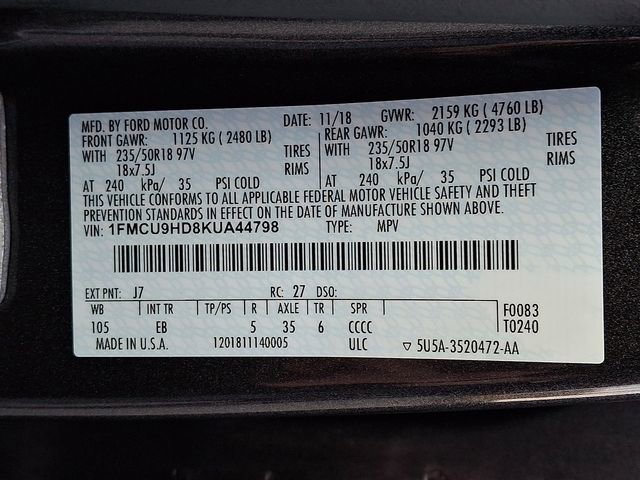 MFD. BY FORD MOTOR CO. DATE: 11/18 GVWR: 2159 KG ( 4760 LB)
FRONT GAWR: 1125 KG ( 2480 LB) REAR GAWR: 1040 KG ( 2293 LB)
WITH 235/50R18 97V TIRES WITH 235/50R18 97V TIRES
18x7.5J RIMS 18x7.5J RIMS
AT 240 kPa/ 35 PSI COLD AT 240 kPa/ 35 PSI COLD
THIS VEHICLE CONFORMS TO ALL APPLICABLE FEDERAL MOTOR VEHICLE SAFETY AND THEFT
PREVENTION STANDARDS IN EFFECT ON THE DATE OF MANUFACTURE SHOWN ABOVE.
VIN: 1FMCU9HD8KUA44798 TYPE: MPV
EXT PNT: J7 RC: 27 DSO:
WB INT TR TP/PS R AXLE TR SPR F0083
105 EB 5 35 6 CCCC T0240
MADE IN U.S.A. 1201811140005 ULC ▽ 5U5A-3520472-AA